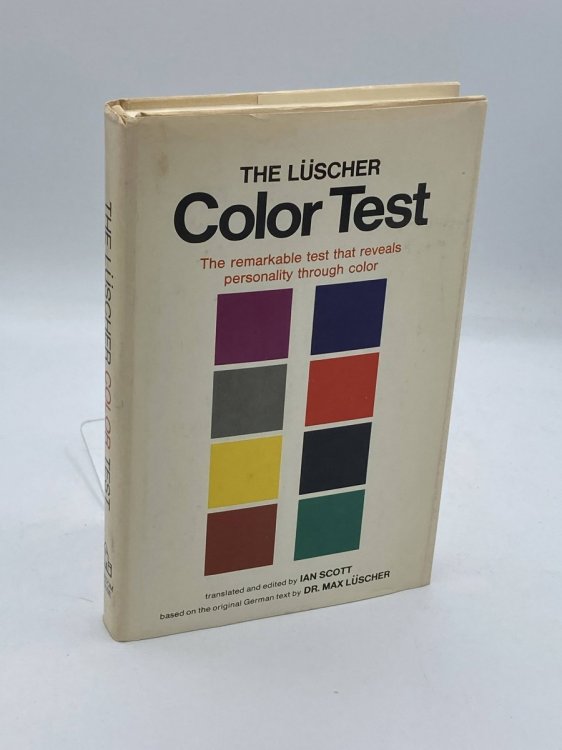 THE LÜSCHER
Color Test
The remarkable test that reveals
personality through color
translated and edited by IAN SCOTT
based on the original German text by DR. MAX LÜSCHER
THE LÜSCHER COLOR TEST